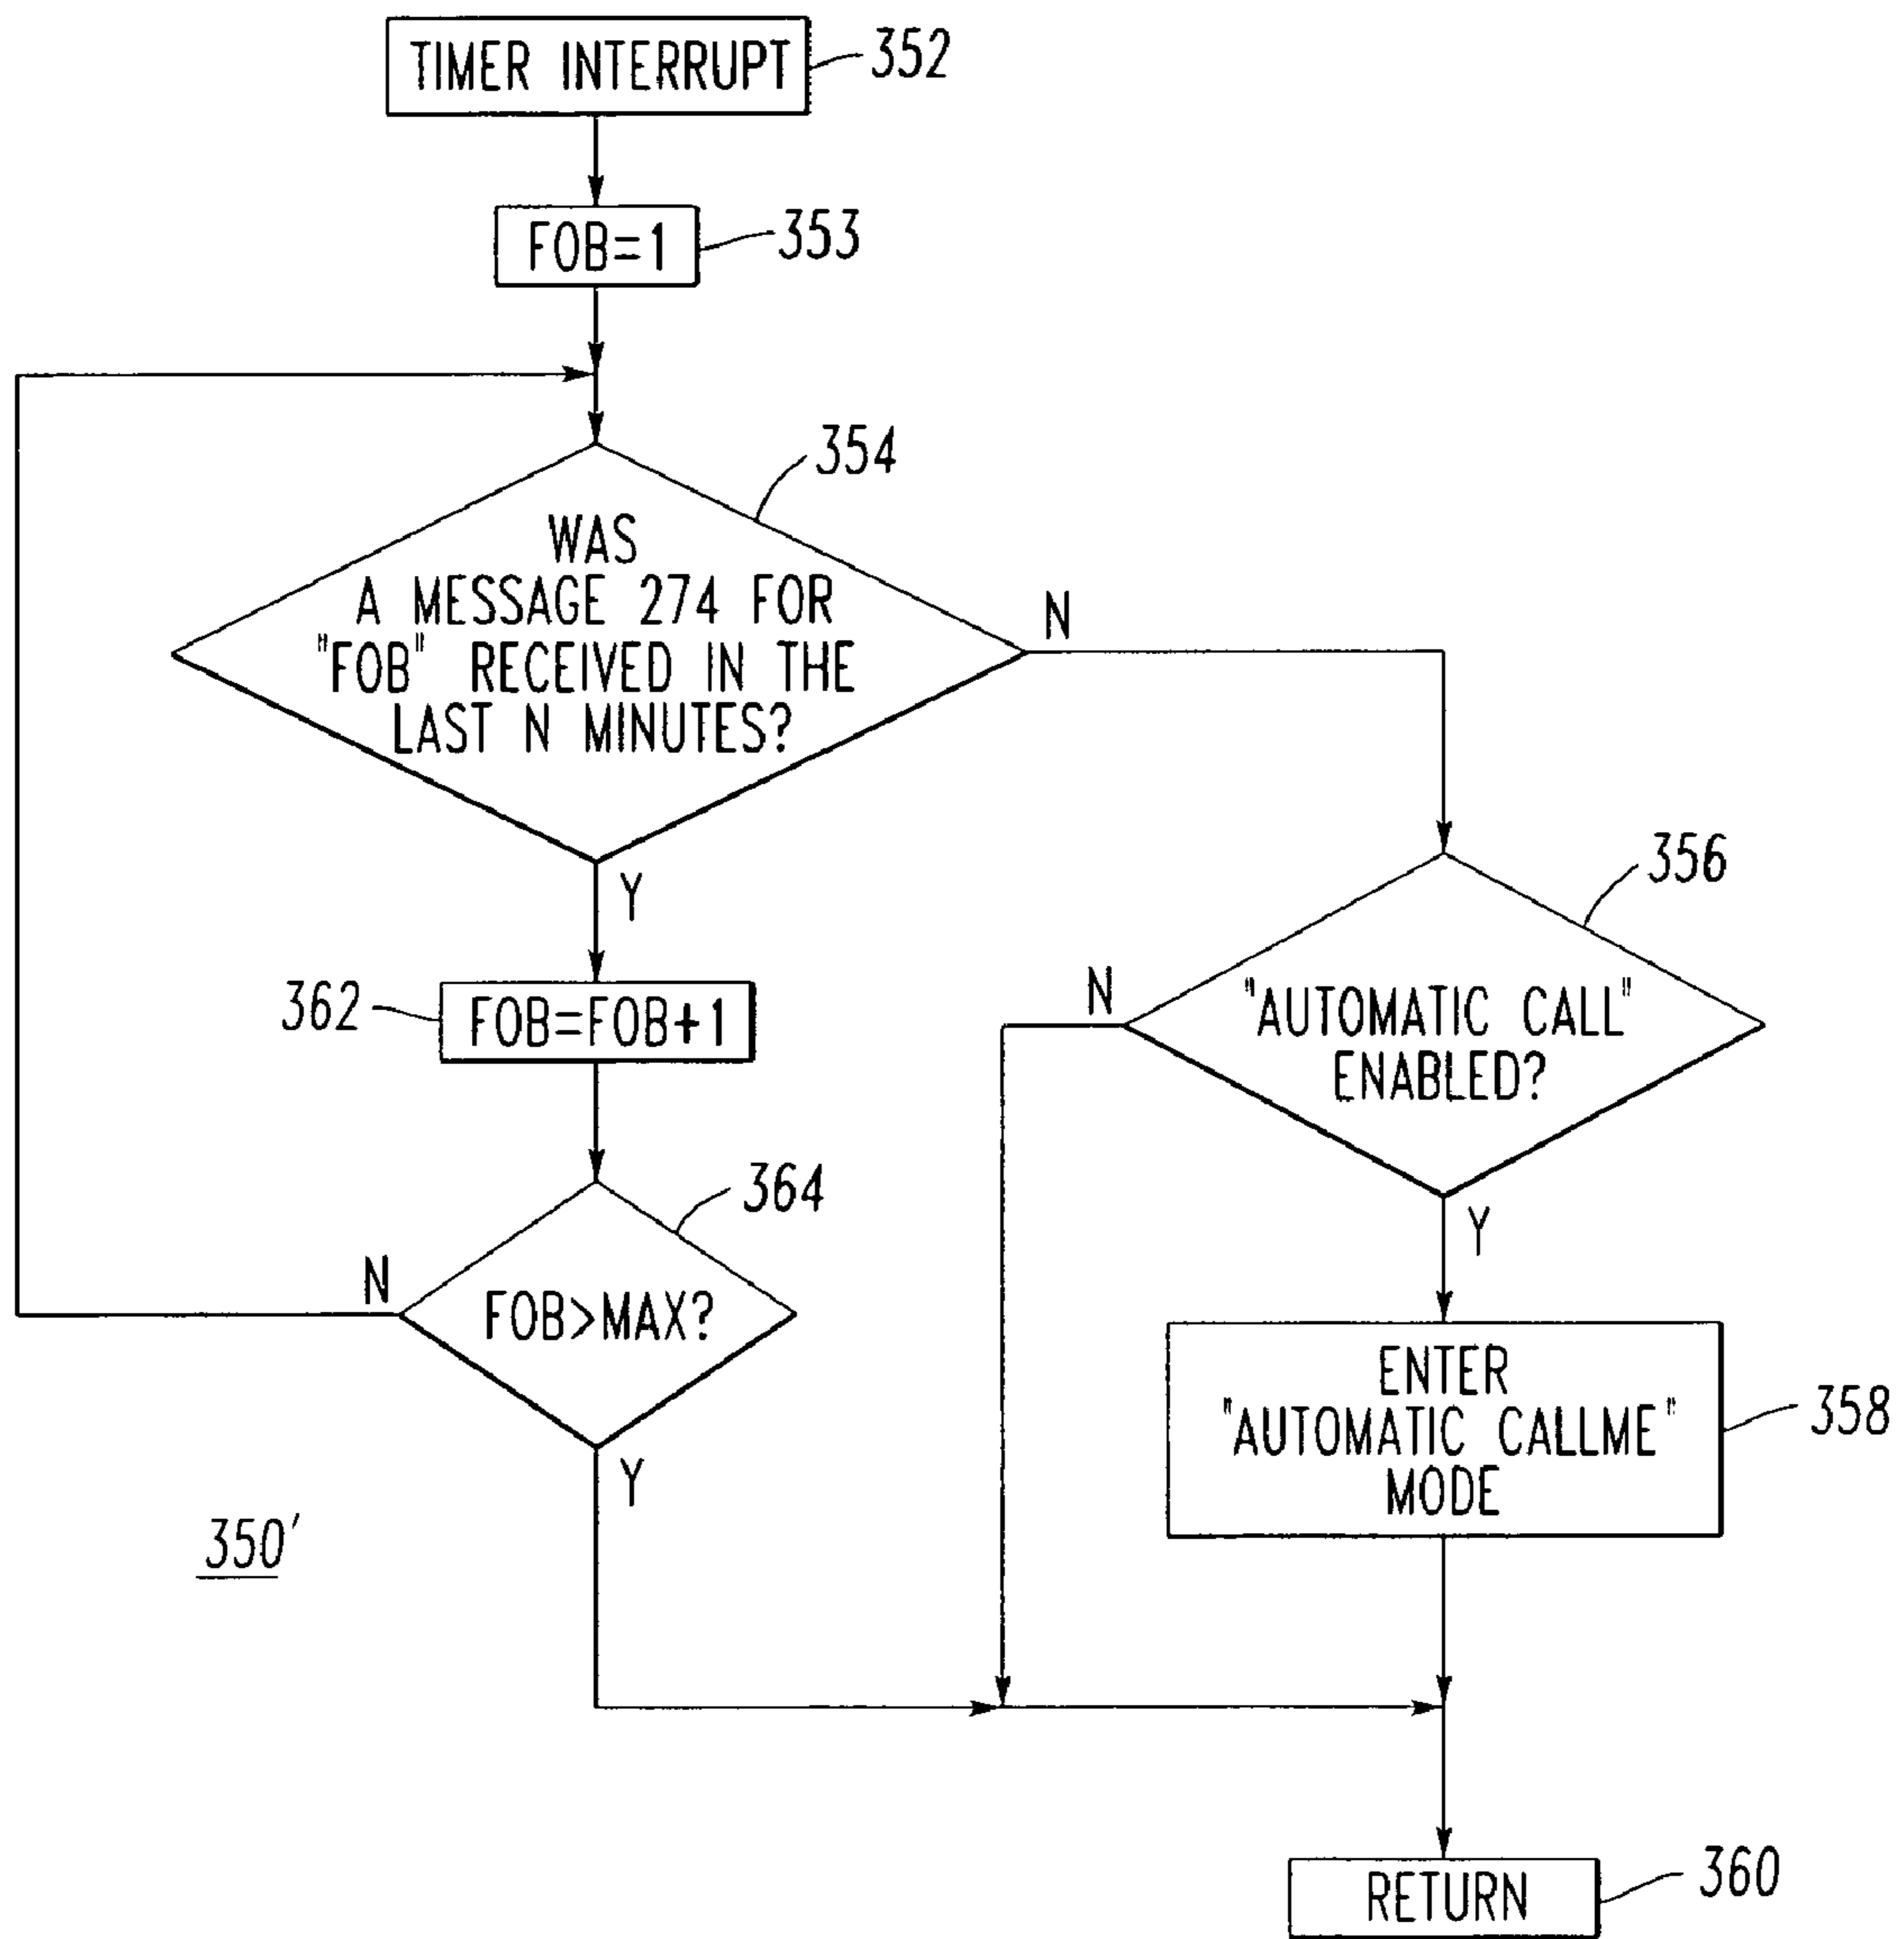 TIMER INTERRUPT
352
FOB=1
353
354
WAS
A MESSAGE 274 FOR
"FOB" RECEIVED IN THE
LAST N MINUTES?
N
Y
356
"AUTOMATIC CALL"
ENABLED?
N
Y
362
FOB=FOB+1
364
FOB>MAX?
N
Y
ENTER
"AUTOMATIC CALLME"
MODE
358
350'
RETURN
360